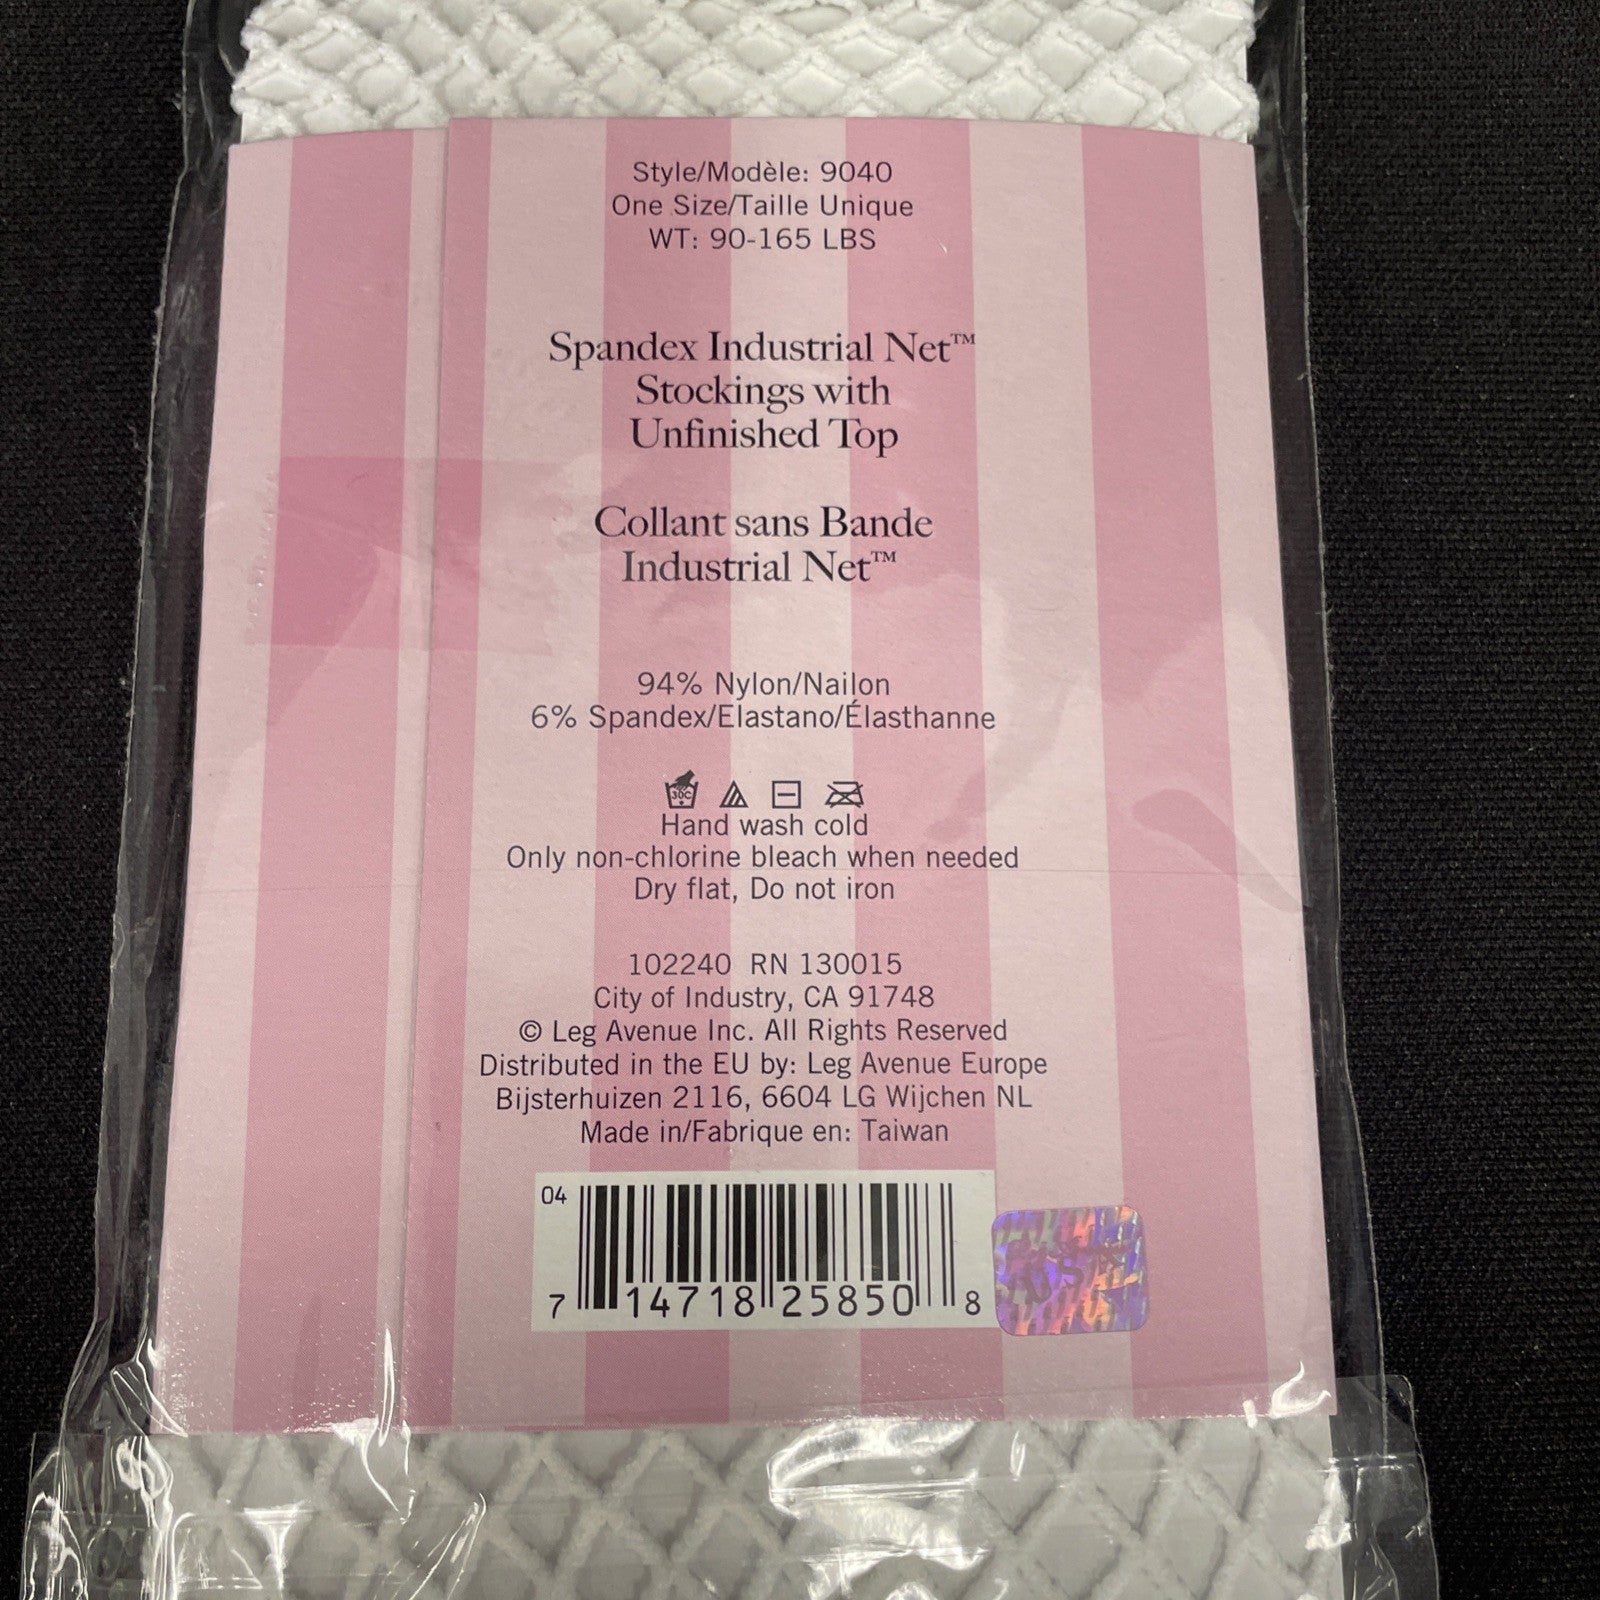 Style/Modèle: 9040
One Size/Taille Unique
WT: 90-165 LBS
Spandex Industrial Net™
Stockings with
Unfinished Top
Collant sans Bande
Industrial Net™
94% Nylon/Nailon
6% Spandex/Elastano/Élasthanne
30C
Hand wash cold
Only non-chlorine bleach when needed
Dry flat, Do not iron
102240 RN 130015
City of Industry, CA 91748
© Leg Avenue Inc. All Rights Reserved
Distributed in the EU by: Leg Avenue Europe
Bijsterhuizen 2116, 6604 LG Wijchen NL
Made in/Fabrique en: Taiwan
04
7 14718 25850 8